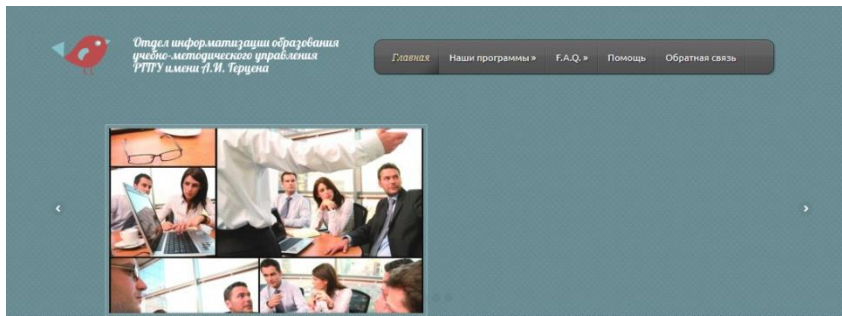 Отдел информатизации образования
учебно-методического управления
РГПУ имени А.И. Герцена
Главная Наши программы » F.A.Q. » Помощь Обратная связь